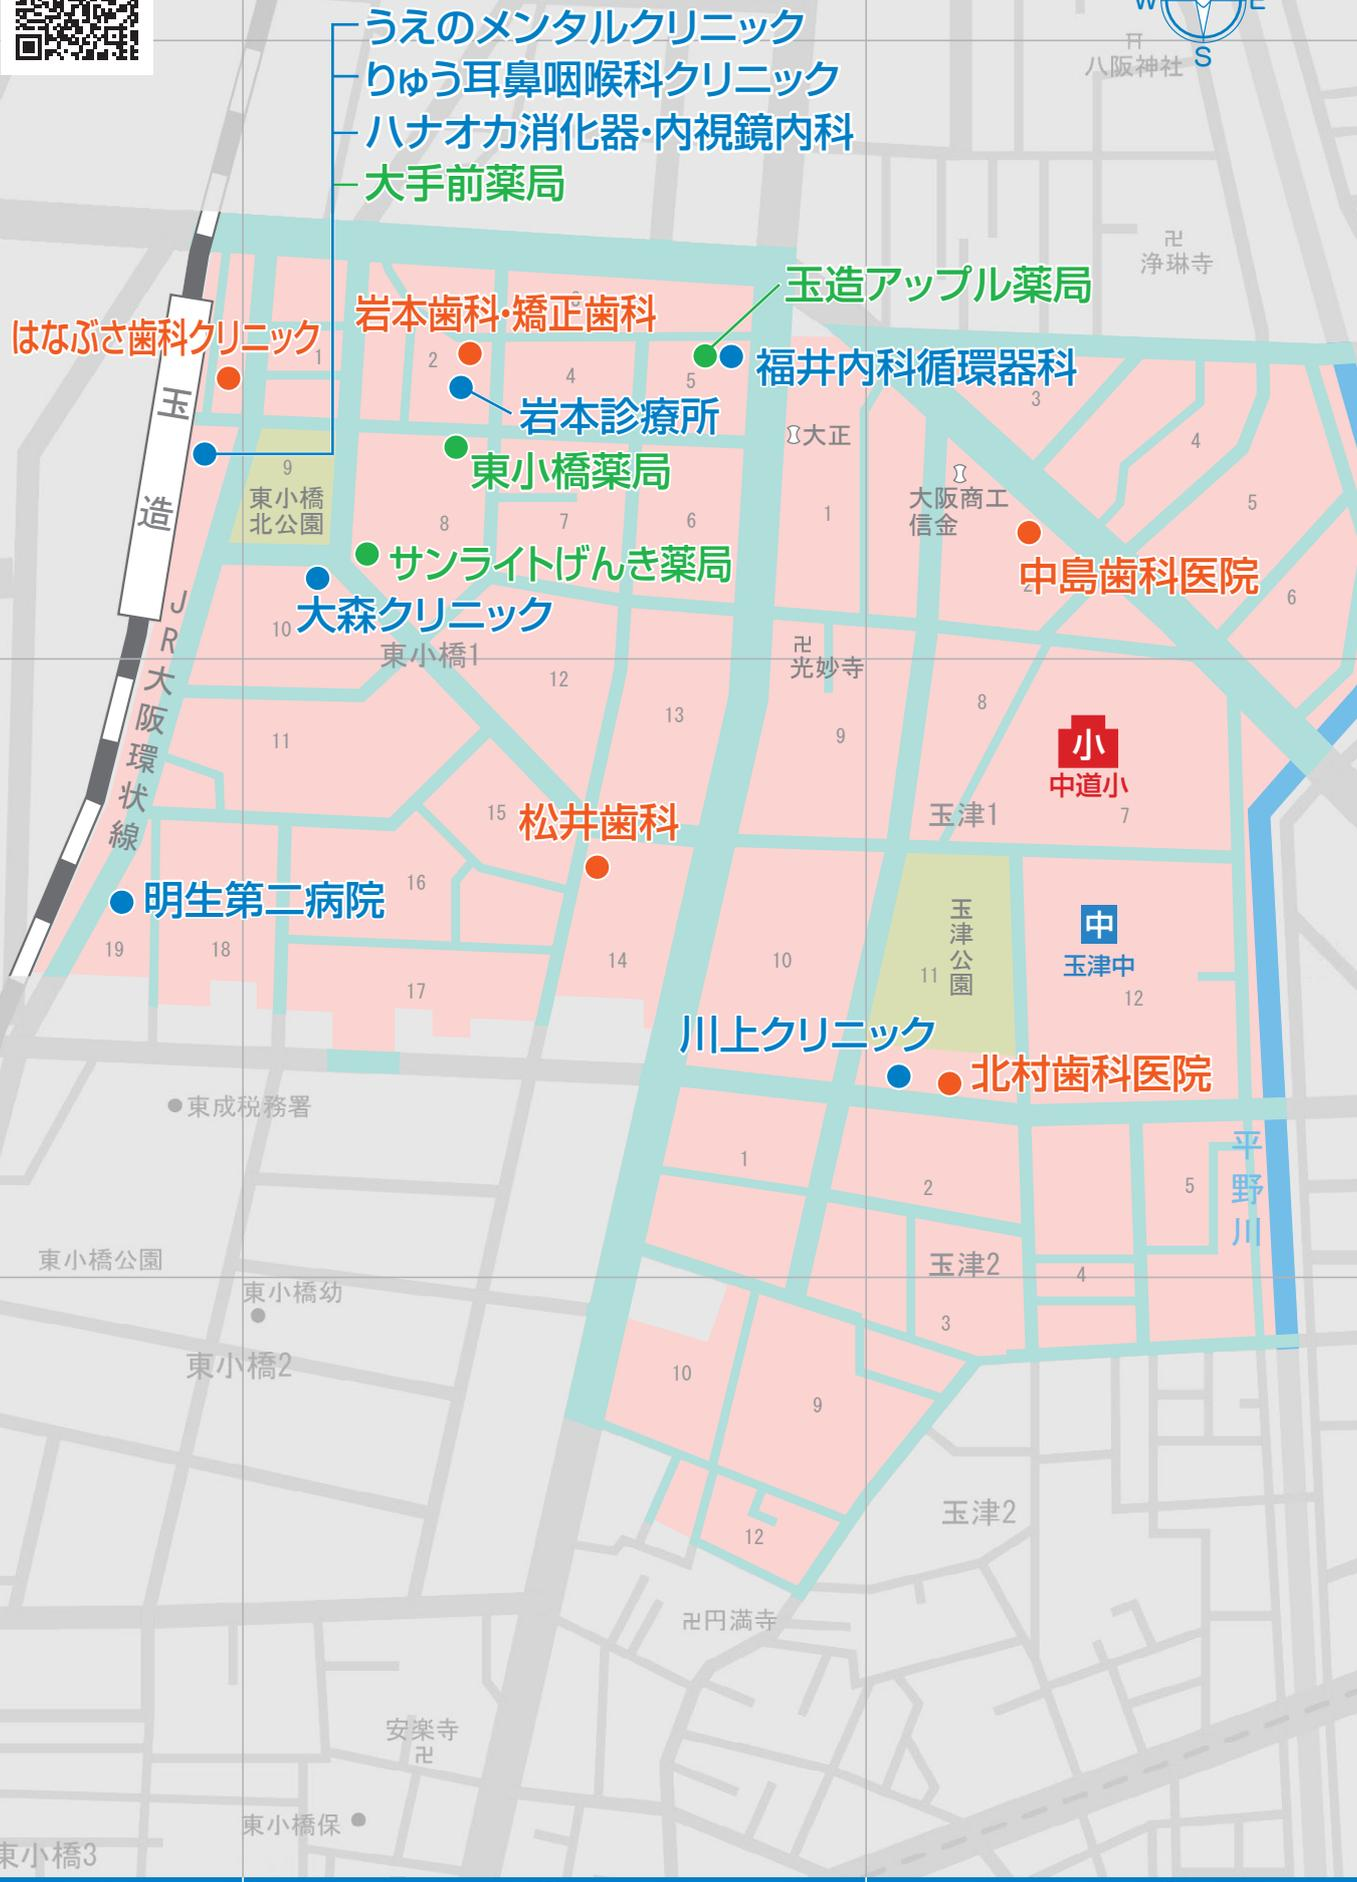 うえのメンタルクリニック
りゅう耳鼻咽喉科クリニック
ハナオカ消化器・内視鏡内科
大手前薬局
W
E
S
八阪神社
卍
浄琳寺
玉造アップル薬局
岩本歯科・矯正歯科
はなぶさ歯科クリニック
福井内科循環器科
1
2
4
5
3
岩本診療所
大正
4
玉造
9
東小橋
北公園
東小橋薬局
大阪商工
信金
8
7
6
1
5
中島歯科医院
サンライトげんき薬局
大森クリニック
2
6
JR大阪環状線
10
東小橋1
卍
光妙寺
12
13
8
9
11
小
中道小
15
松井歯科
玉津1
7
16
明生第二病院
19
18
17
14
10
11
玉津公園
中
玉津中
12
川上クリニック
北村歯科医院
東成税務署
平野川
1
2
5
東小橋公園
玉津2
4
東小橋幼
3
東小橋2
10
9
玉津2
12
卍円満寺
安楽寺
卍
東小橋保
東小橋3